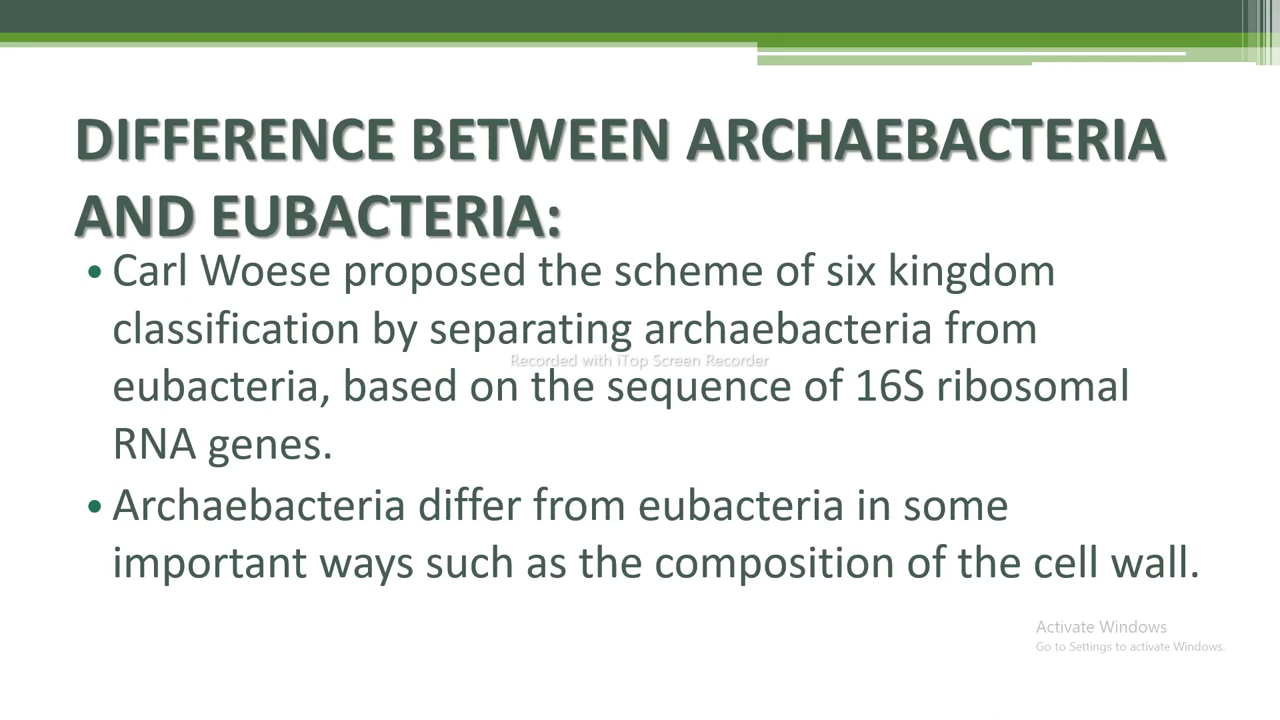 DIFFERENCE BETWEEN ARCHAEBACTERIA
AND EUBACTERIA:
• Carl Woese proposed the scheme of six kingdom
classification by separating archaebacteria from
Recorded with iTop Screen Recorder
eubacteria, based on the sequence of 16S ribosomal
RNA genes.
• Archaebacteria differ from eubacteria in some
important ways such as the composition of the cell wall.
Activate Windows
Go to Settings to activate Windows.